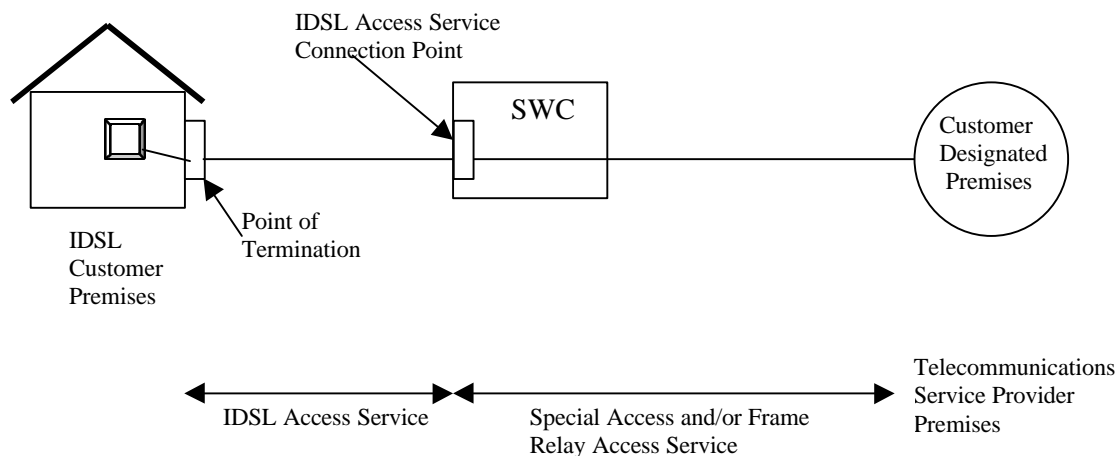 IDSL Access Service
Connection Point
SWC
Customer
Designated
Premises
Point of
Termination
IDSL
Customer
Premises
IDSL Access Service
Special Access and/or Frame
Relay Access Service
Telecommunications
Service Provider
Premises